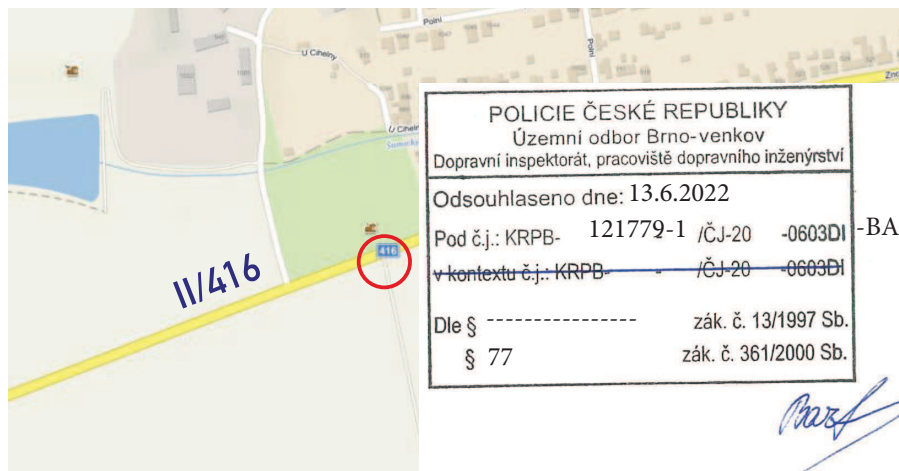 Polní
U Cihelny
Polní
Zno
U Cihelny
416
II/416
POLICIE ČESKÉ REPUBLIKY
Územní odbor Brno-venkov
Dopravní inspektorát, pracoviště dopravního inženýrství
Odsouhlaseno dne: 13.6.2022
Pod č.j.: KRPB- 121779-1 /ČJ-20 -0603DI -BA
v kontextu č.j.: KRPB- - /ČJ-20 -0603DI
Dle § ---------------- zák. č. 13/1997 Sb.
§ 77 zák. č. 361/2000 Sb.